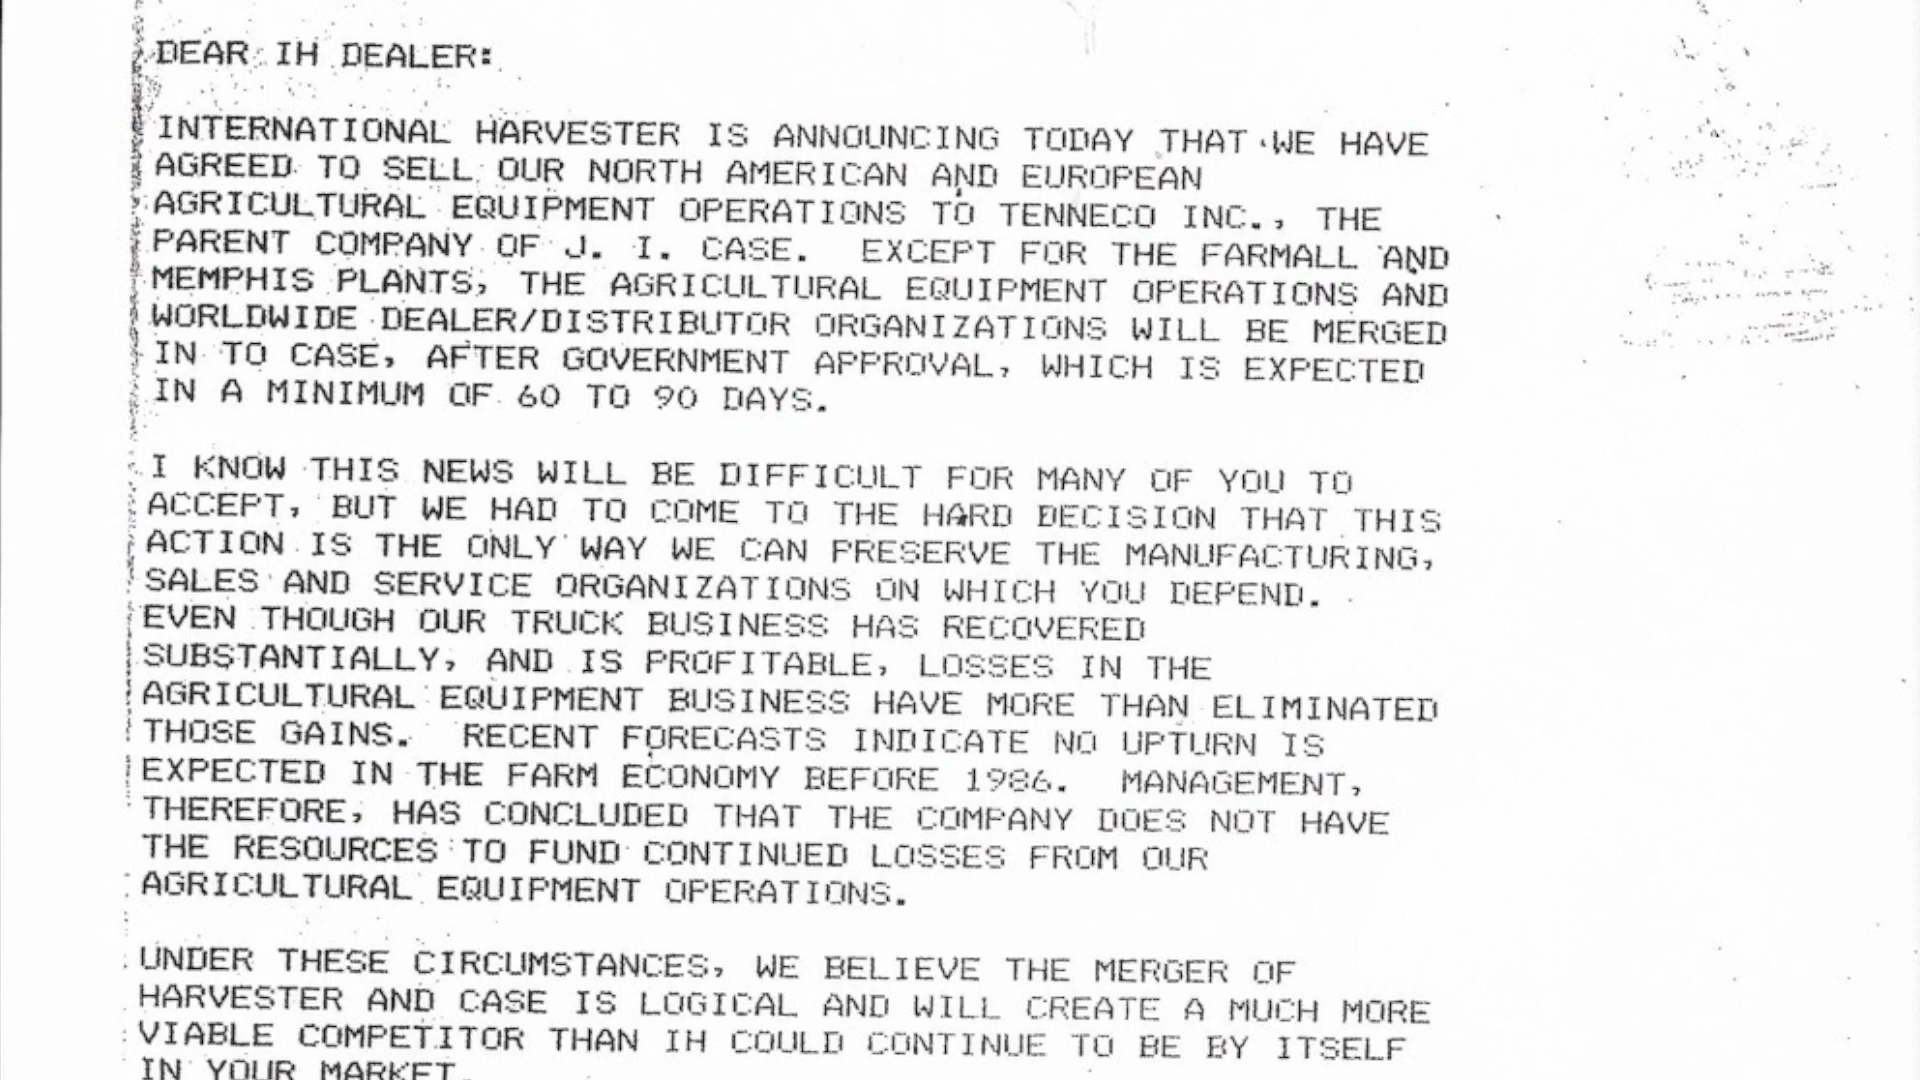 DEAR IH DEALER:
INTERNATIONAL HARVESTER IS ANNOUNCING TODAY THAT WE HAVE
AGREED TO SELL OUR NORTH AMERICAN AND EUROPEAN
AGRICULTURAL EQUIPMENT OPERATIONS TO TENNECO INC., THE
PARENT COMPANY OF J. I. CASE. EXCEPT FOR THE FARMALL AND
MEMPHIS PLANTS, THE AGRICULTURAL EQUIPMENT OPERATIONS AND
WORLDWIDE DEALER/DISTRIBUTOR ORGANIZATIONS WILL BE MERGED
IN TO CASE, AFTER GOVERNMENT APPROVAL, WHICH IS EXPECTED
IN A MINIMUM OF 60 TO 90 DAYS.
I KNOW THIS NEWS WILL BE DIFFICULT FOR MANY OF YOU TO
ACCEPT, BUT WE HAD TO COME TO THE HARD DECISION THAT THIS
ACTION IS THE ONLY WAY WE CAN PRESERVE THE MANUFACTURING,
SALES AND SERVICE ORGANIZATIONS ON WHICH YOU DEPEND.
EVEN THOUGH OUR TRUCK BUSINESS HAS RECOVERED
SUBSTANTIALLY, AND IS PROFITABLE, LOSSES IN THE
AGRICULTURAL EQUIPMENT BUSINESS HAVE MORE THAN ELIMINATED
THOSE GAINS. RECENT FORECASTS INDICATE NO UPTURN IS
EXPECTED IN THE FARM ECONOMY BEFORE 1986. MANAGEMENT,
THEREFORE, HAS CONCLUDED THAT THE COMPANY DOES NOT HAVE
THE RESOURCES TO FUND CONTINUED LOSSES FROM OUR
AGRICULTURAL EQUIPMENT OPERATIONS.
UNDER THESE CIRCUMSTANCES, WE BELIEVE THE MERGER OF
HARVESTER AND CASE IS LOGICAL AND WILL CREATE A MUCH MORE
VIABLE COMPETITOR THAN IH COULD CONTINUE TO BE BY ITSELF
IN YOUR MARKET.